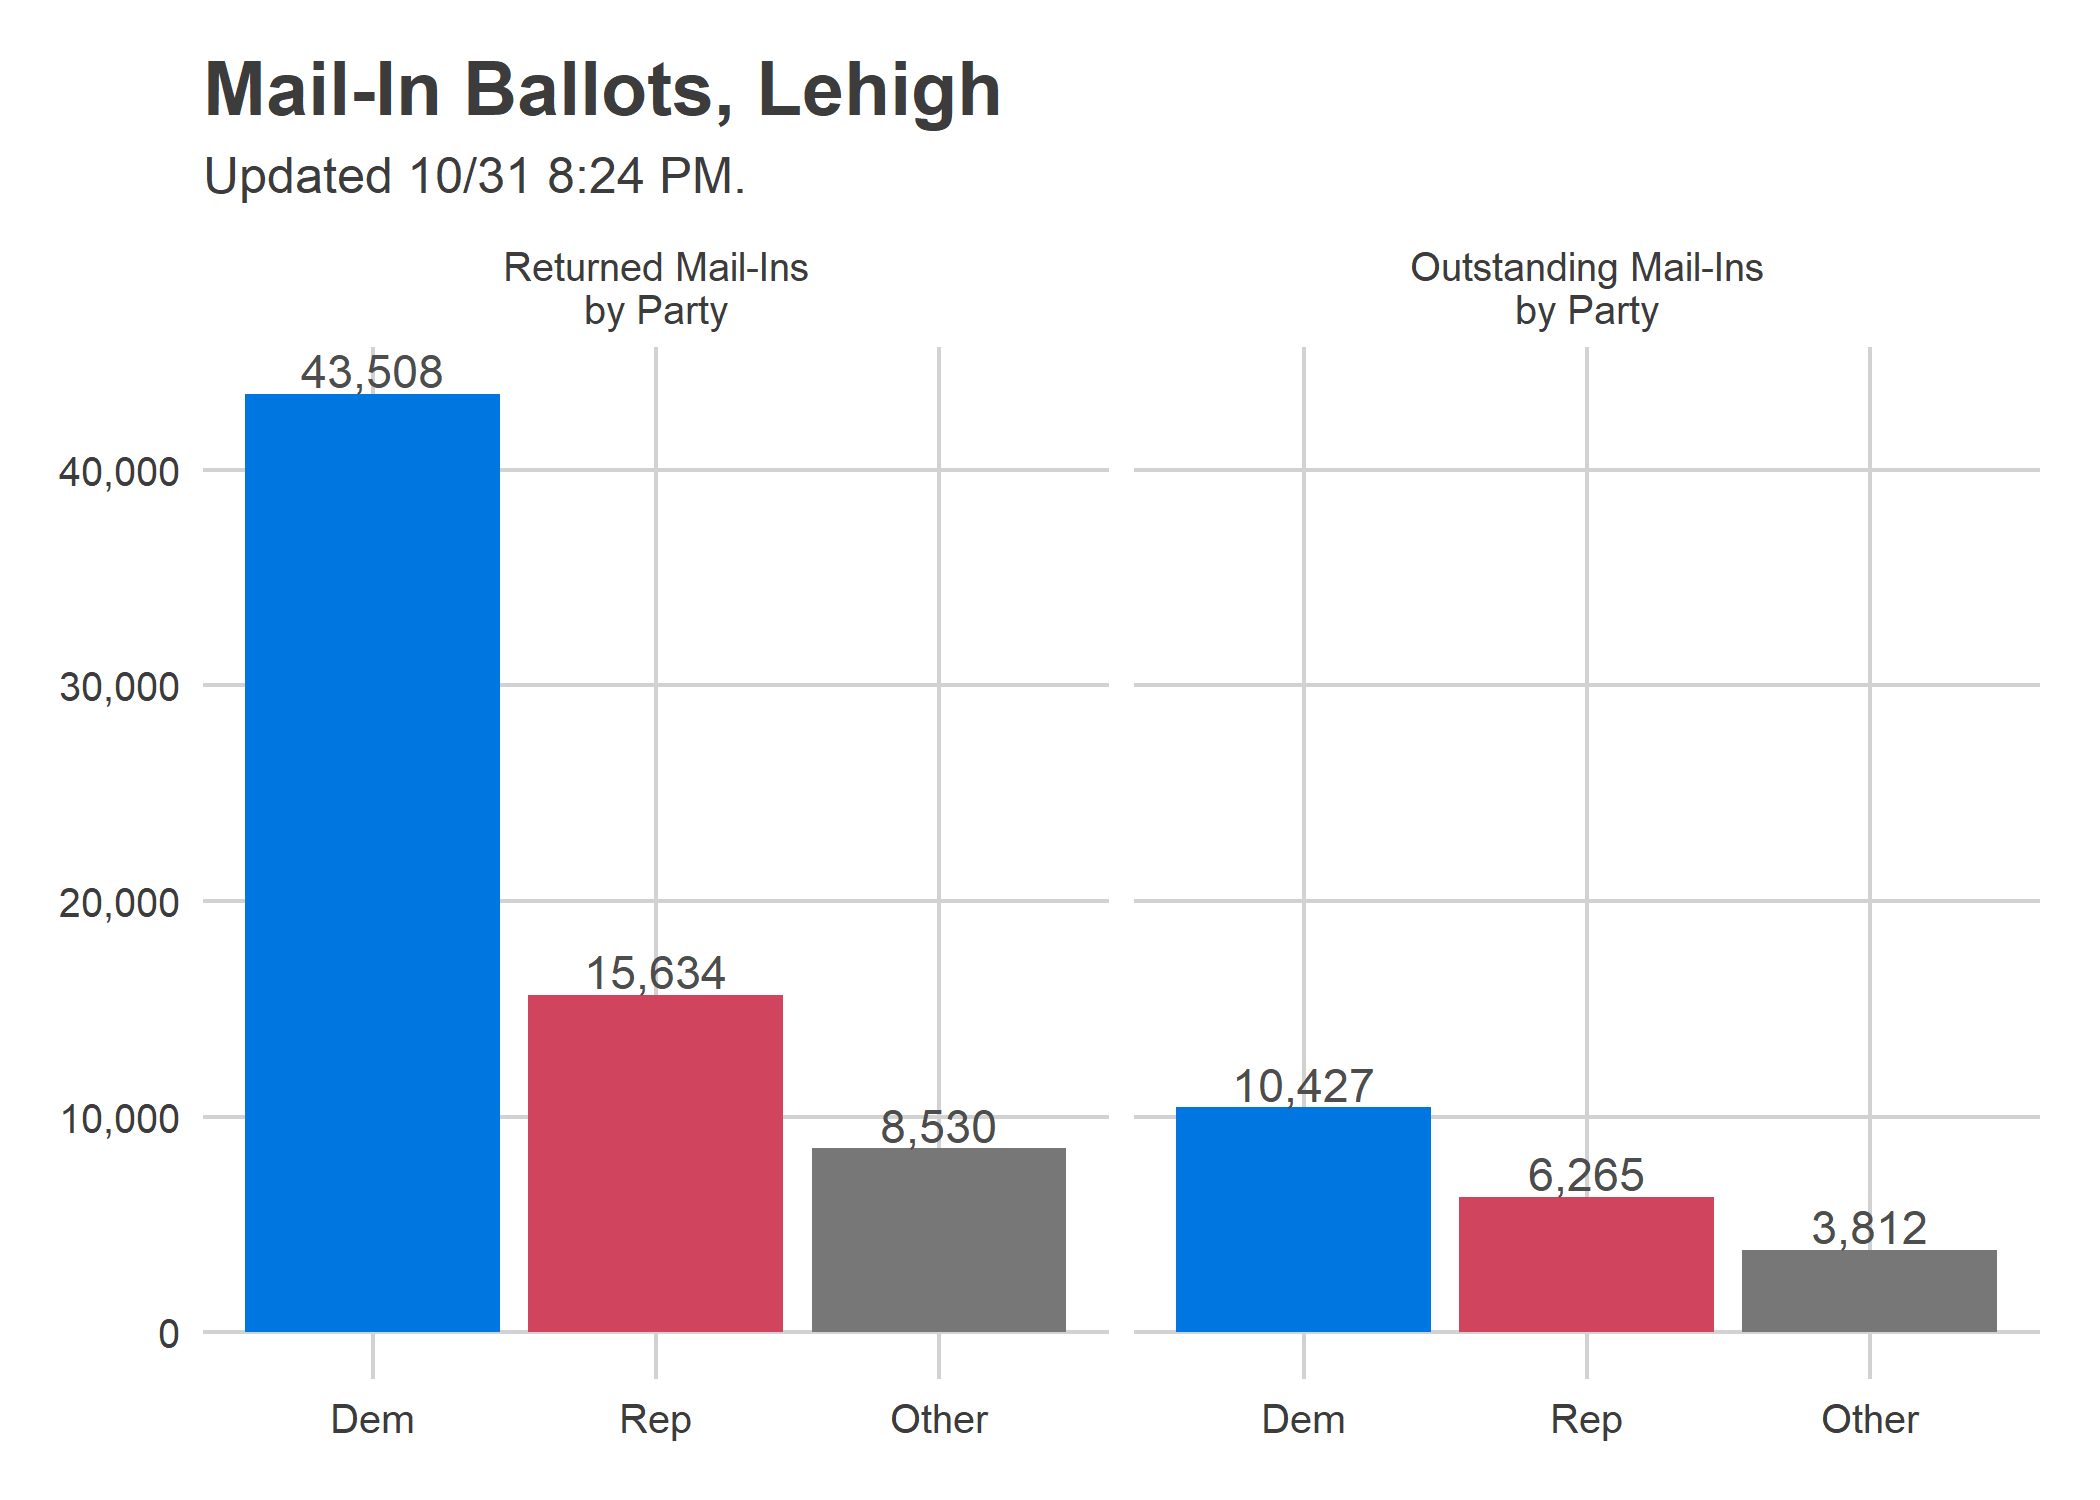 Mail-In Ballots, Lehigh
Updated 10/31 8:24 PM.
Returned Mail-Ins
by Party
Outstanding Mail-Ins
by Party
43,508
40,000
30,000
20,000
15,634
10,427
10,000
8,530
6,265
3,812
0
Dem
Rep
Other
Dem
Rep
Other